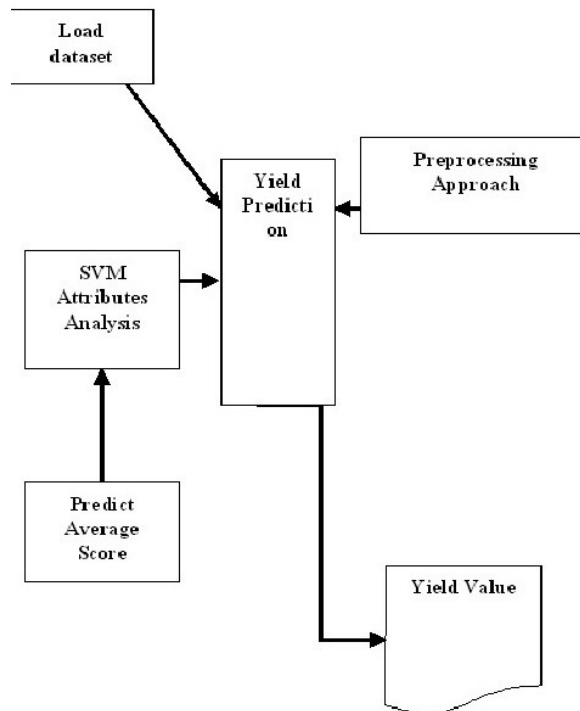 Load
dataset
Preprocessing
Approach
Yield
Predicti
on
SVM
Attributes
Analysis
Predict
Average
Score
Yield Value